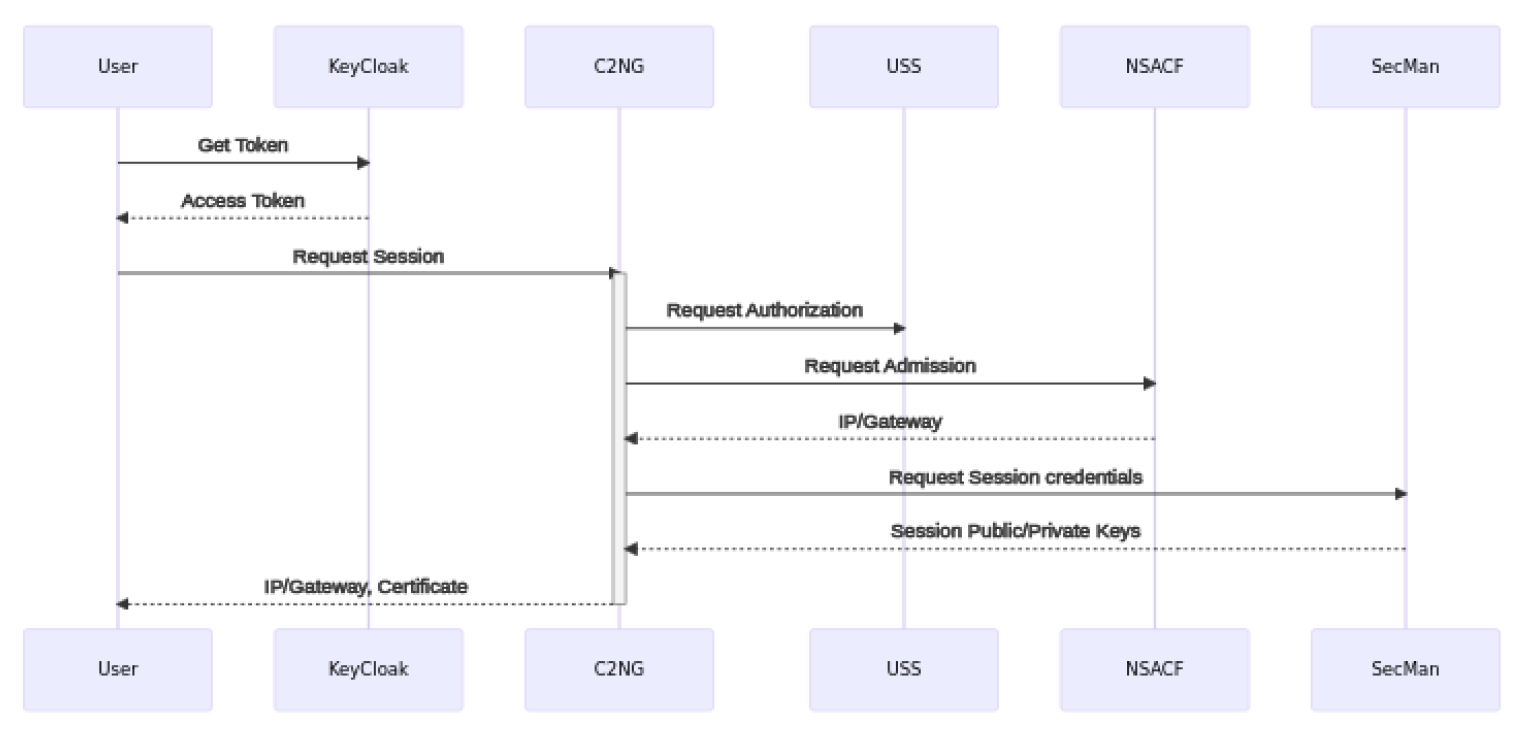 User
KeyCloak
C2NG
USS
NSACF
SecMan
Get Token
Access Token
Request Session
Request Authorization
Request Admission
IP/Gateway
Request Session credentials
Session Public/Private Keys
IP/Gateway, Certificate
User
KeyCloak
C2NG
USS
NSACF
SecMan